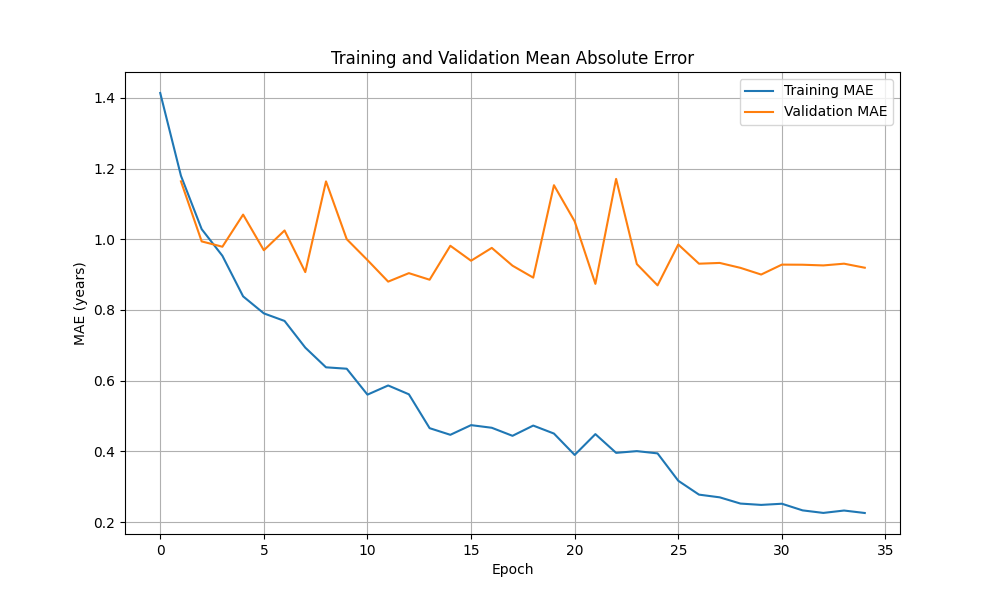 Training and Validation Mean Absolute Error
Training MAE
Validation MAE
MAE (years)
1.4
1.2
1.0
0.8
0.6
0.4
0.2
0 5 10 15 20 25 30 35
Epoch